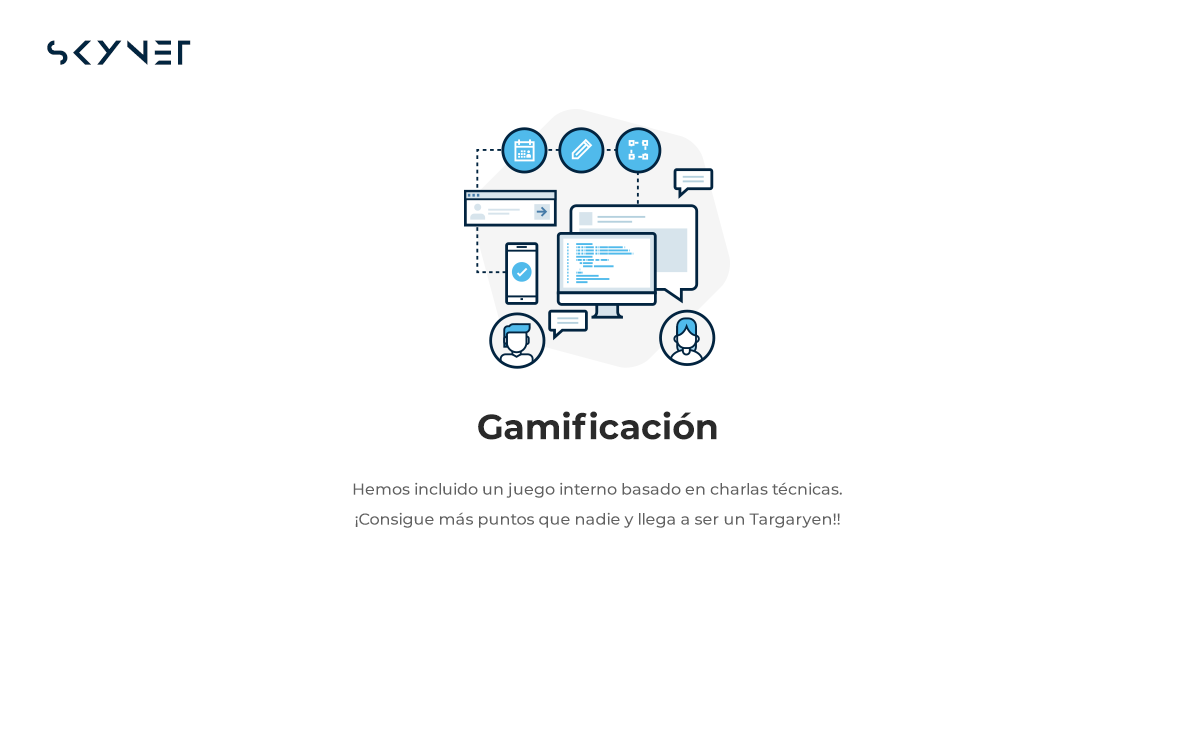 SKYNET
Gamificación
Hemos incluido un juego interno basado en charlas técnicas.
¡Consigue más puntos que nadie y llega a ser un Targaryen!!